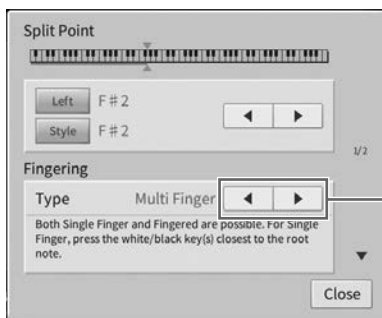 Split Point
Left F#2
Style F#2
1/2
Fingering
Type Multi Finger
Both Single Finger and Fingered are possible. For Single
Finger, press the white/black key(s) closest to the root
note.
Close